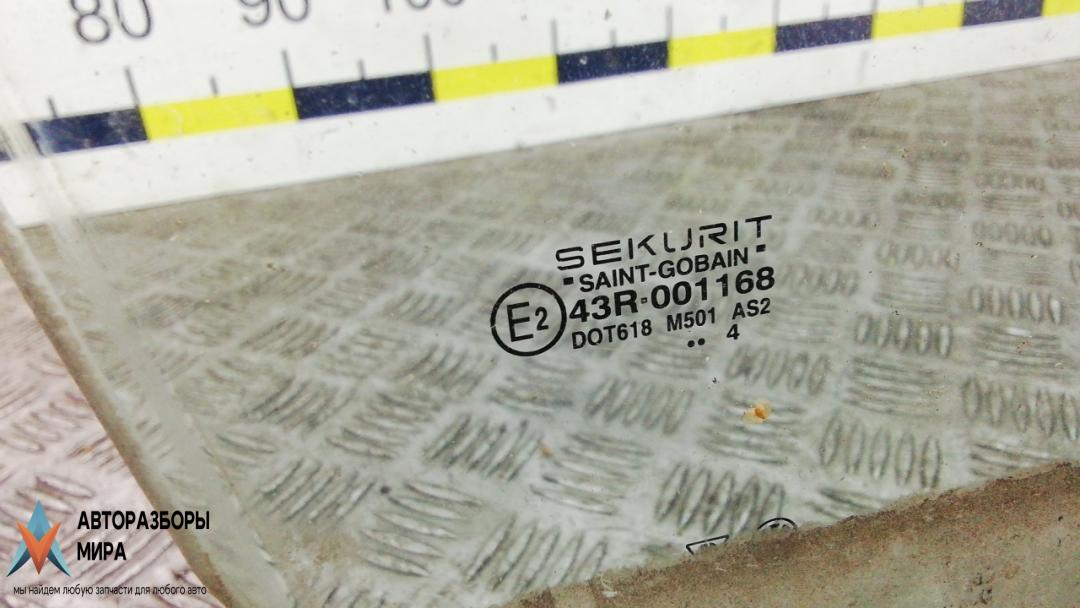 80 90 100
SEKURIT
SAINT-GOBAIN
E2
43R-001168
DOT618 M501 AS2
•• 4
АВТОРАЗБОРЫ
МИРА
мы найдем любую запчасти для любого авто